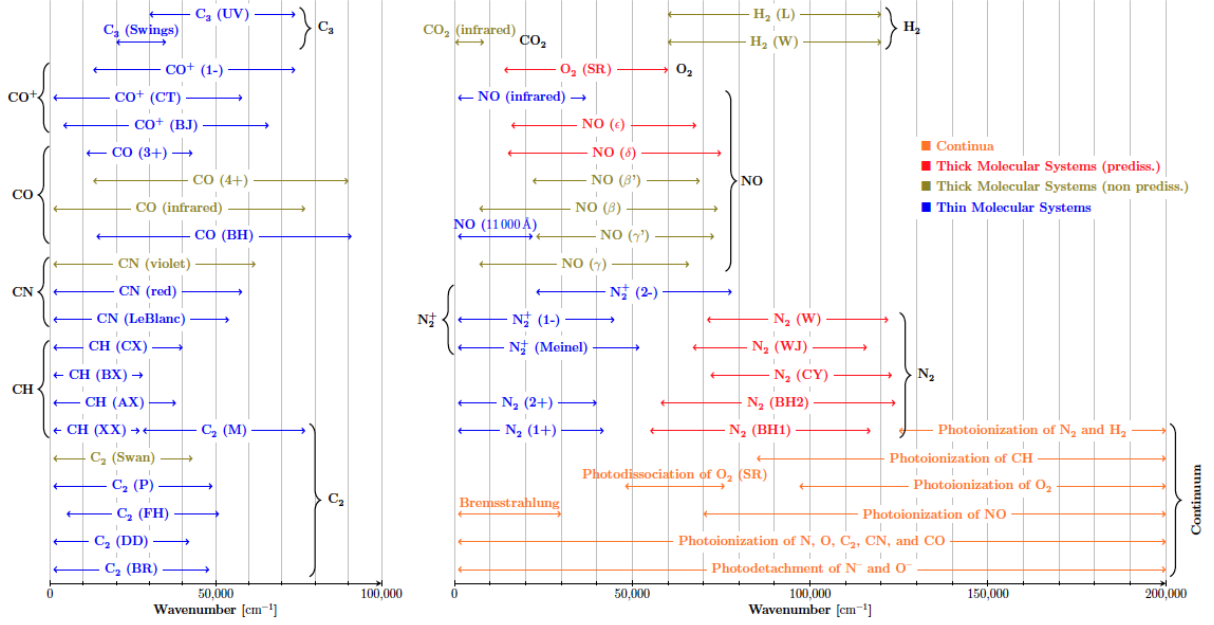 C₃ (UV)
C₃ (Swings)
C₃
CO⁺ (1-)
CO⁺ (CT)
CO⁺ (BJ)
CO⁺
CO (3+)
CO (4+)
CO (infrared)
CO (BH)
CO
CN (violet)
CN (red)
CN (LeBlanc)
CN
CH (CX)
CH (BX)
CH (AX)
CH (XX)
CH
C₂ (M)
C₂ (Swan)
C₂ (P)
C₂ (FH)
C₂ (DD)
C₂ (BR)
C₂
0 50,000 100,000
Wavenumber [cm⁻¹]
H₂ (L)
H₂ (W)
H₂
CO₂ (infrared)
CO₂
O₂ (SR) O₂
NO (infrared)
NO (ϵ)
NO (δ)
NO (β')
NO (β)
NO (11 000 Å)
NO (γ')
NO (γ)
NO
N₂⁺ (2-)
N₂⁺ (1-)
N₂⁺ (Meinel)
N₂⁺
N₂ (W)
N₂ (WJ)
N₂ (CY)
N₂ (2+)
N₂ (BH2)
N₂ (1+)
N₂ (BH1)
N₂
Photoionization of N₂ and H₂
Photoionization of CH
Photodissociation of O₂ (SR)
Photoionization of O₂
Bremsstrahlung
Photoionization of NO
Photoionization of N, O, C₂, CN, and CO
Photodetachment of N⁻ and O⁻
Continuum
0 50,000 100,000 150,000 200,000
Wavenumber [cm⁻¹]
Continua
Thick Molecular Systems (prediss.)
Thick Molecular Systems (non prediss.)
Thin Molecular Systems